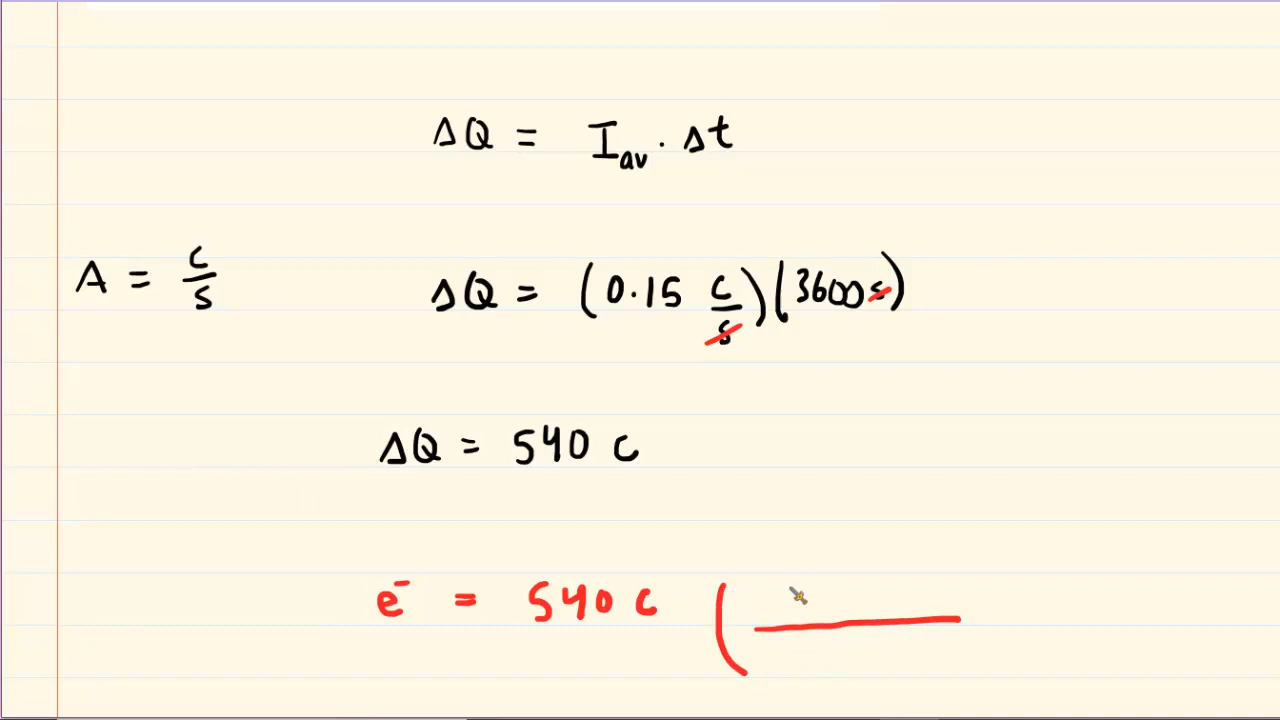 ΔQ = I_av · Δt
A = C/S
ΔQ = (0.15 C/S)(3600 s)
ΔQ = 540 C
e⁻ = 540 C (